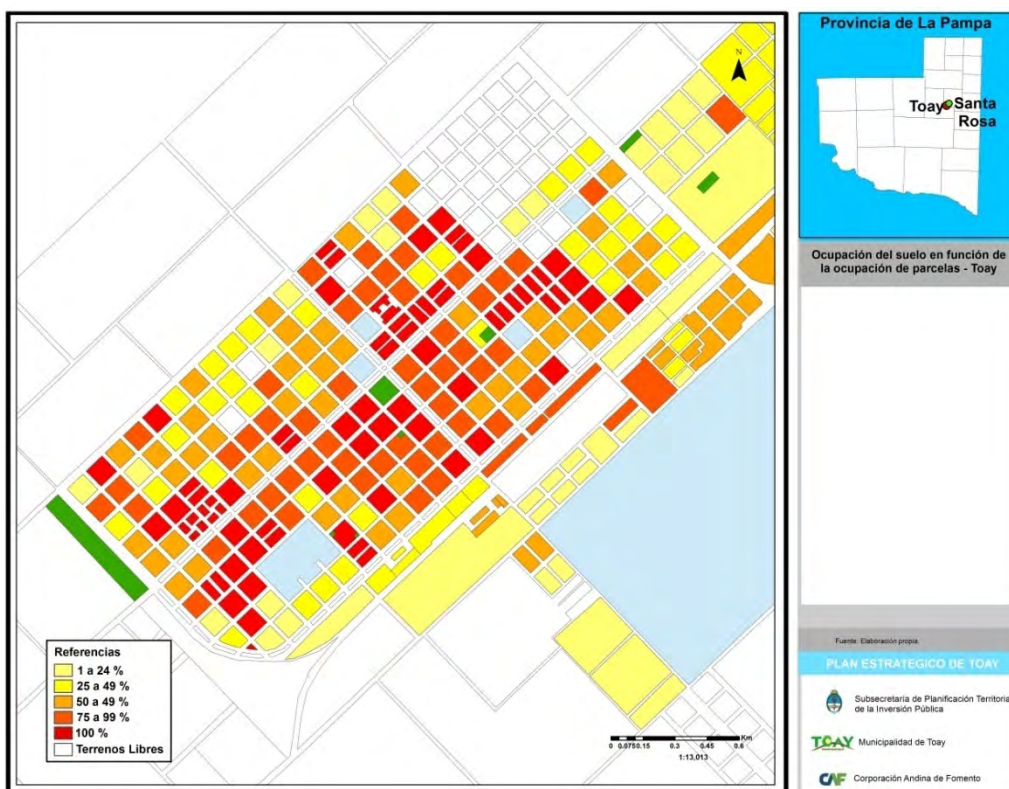 N
Referencias
1 a 24 %
25 a 49 %
50 a 49 %
75 a 99 %
100 %
Terrenos Libres
Km
0 0.075 0.15 0.3 0.45 0.6
1:13,013
Provincia de La Pampa
Toay Santa
Rosa
Ocupación del suelo en función de
la ocupación de parcelas - Toay
Fuente: Elaboración propia.
PLAN ESTRATEGICO DE TOAY
Subsecretaría de Planificación Territoria
de la Inversión Pública
TOAY Municipalidad de Toay
CAF Corporación Andina de Fomento